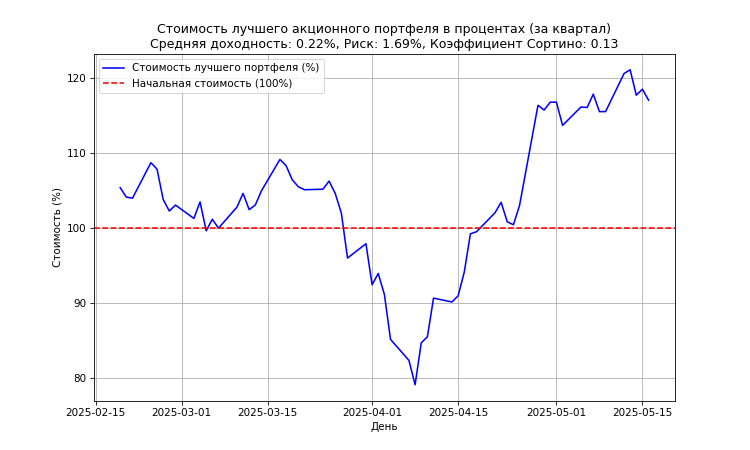 Стоимость лучшего акционного портфеля в процентах (за квартал)
Средняя доходность: 0.22%, Риск: 1.69%, Коэффициент Сортино: 0.13
Стоимость лучшего портфеля (%)
Начальная стоимость (100%)
Стоимость (%)
120
110
100
90
80
2025-02-15 2025-03-01 2025-03-15 2025-04-01 2025-04-15 2025-05-01 2025-05-15
День